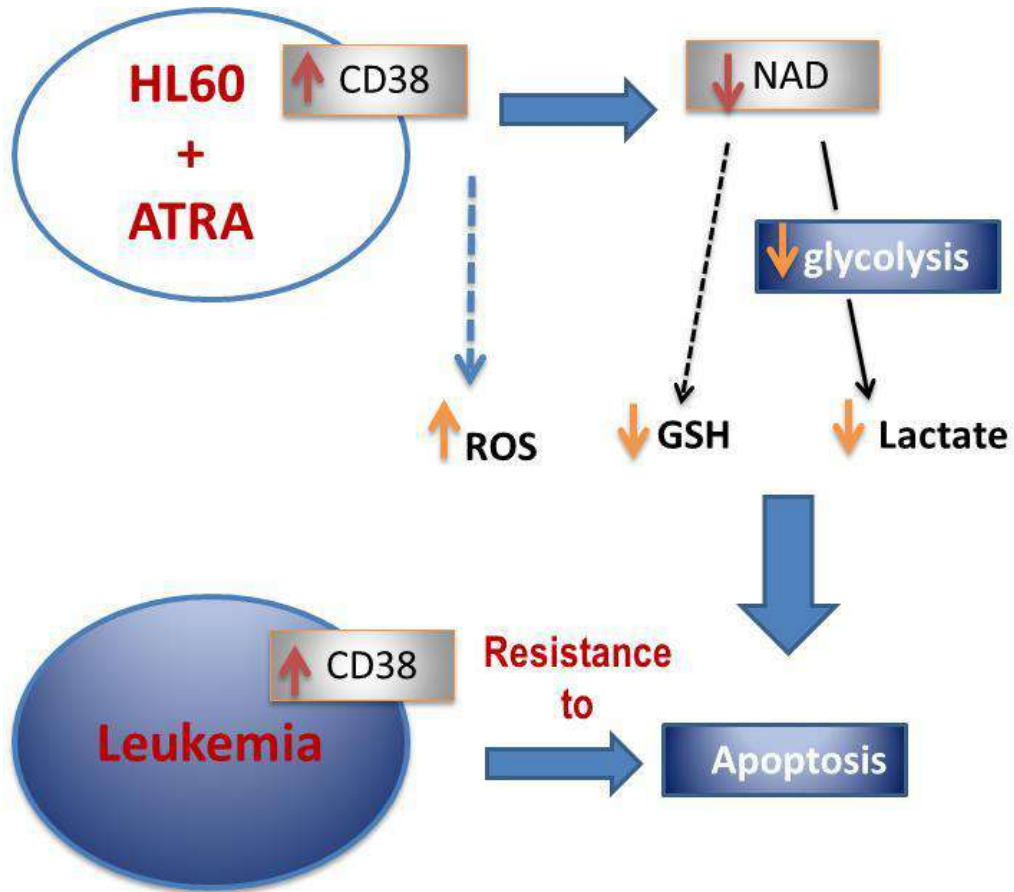 HL60
+
ATRA
CD38
NAD
glycolysis
ROS
GSH
Lactate
Leukemia
CD38
Resistance
to
Apoptosis